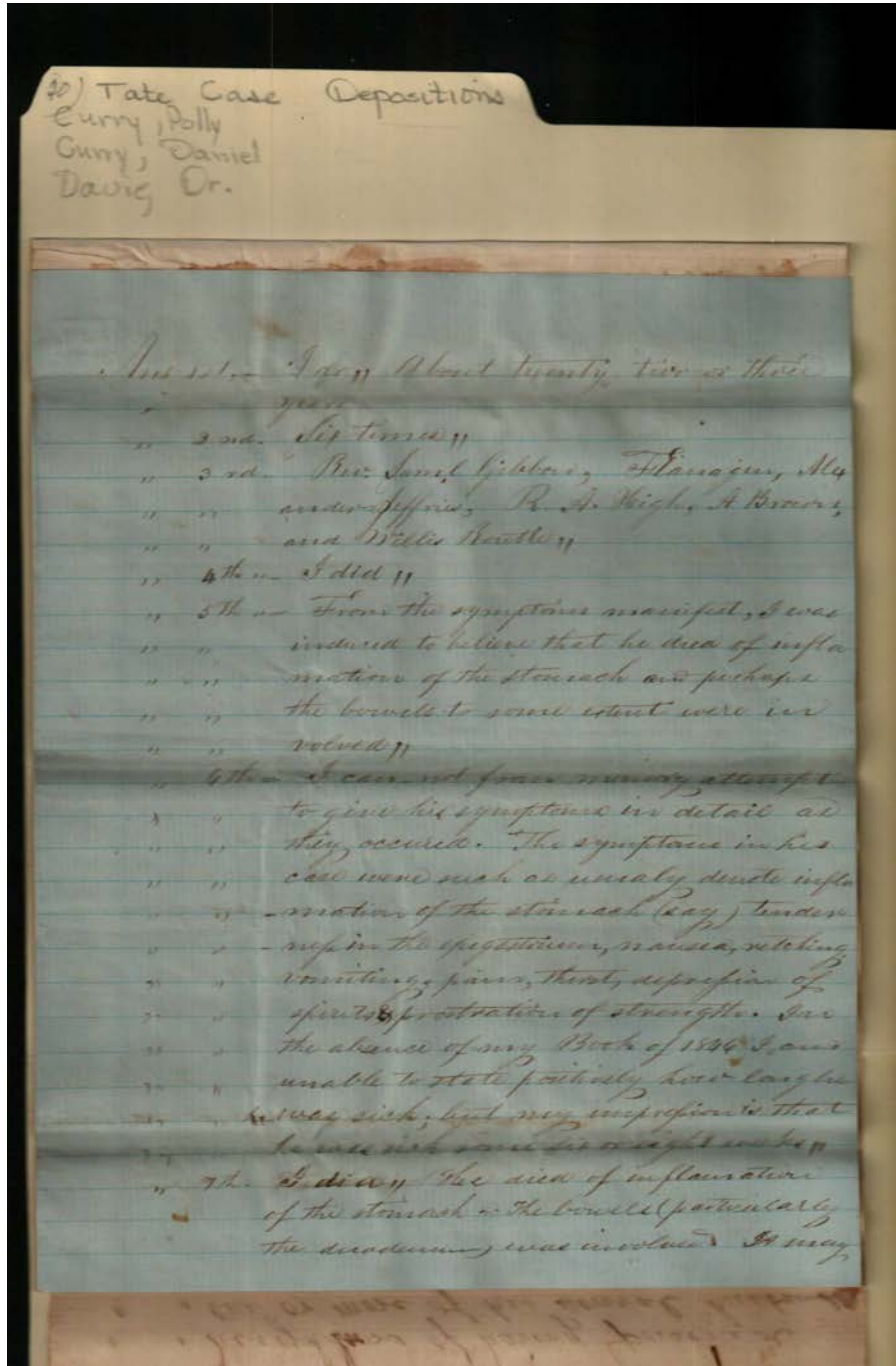 20) Tate Case Depositions
Curry, Polly
Curry, Daniel
Davis, Dr.
Ans 1st. — I do „ About twenty two or three
„ years
„ 2nd. Six times „
„ 3rd. Rev. Saml. Gibbon, Flanagin, Alex
„ „ ander Jeffries, R. A. High, A Brown,
„ „ and Willis „
„ 4th „— I did „
„ 5th „— From the symptoms manifest, I was
„ „ induced to believe that he died of infla
„ „ mation of the stomach and perhaps
„ „ the bowels to some extent were in
„ „ volved „
„ 6th — I can not from memory attempt
„ „ to give his symptoms in detail as
„ „ they occured. The symptoms in his
„ „ case were such as usualy denote infla
„ „ -mation of the stomach (say) tender
„ „ -ness in the epigastrium, nausea, retching,
„ „ vomiting, pain, thirst, depression of
„ „ spirits & prostration of strength. In
„ „ the absence of my Book of 1846 I am
„ „ unable to state positively how long he
„ „ was sick, but my impression is that
„ „ he was sick some six or eight weeks „
„ 7th. I did „ He died of inflamation
of the stomach & the bowels (particularly
the duodenum) was involved It may